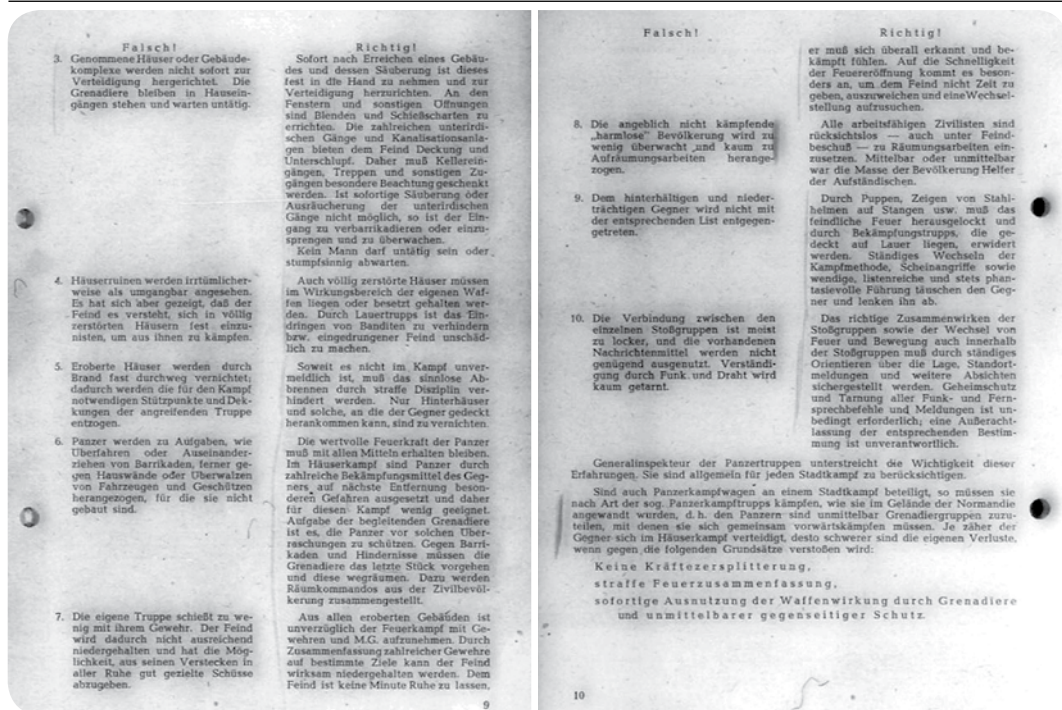 Falsch!
3. Genommene Häuser oder Gebäude-
komplexe werden nicht sofort zur
Verteidigung hergerichtet. Die
Grenadiere bleiben in Hausein-
gängen stehen und warten untätig.
Richtig!
Sofort nach Erreichen eines Gebäu-
des und dessen Säuberung ist dieses
fest in die Hand zu nehmen und zur
Verteidigung herzurichten. An den
Fenstern und sonstigen Öffnungen
sind Blenden und Schießscharten zu
errichten. Die zahlreichen unterirdi-
schen Gänge und Kanalisationsanla-
gen bieten dem Feind Deckung und
Unterschlupf. Daher muß Kellerein-
gängen, Treppen und sonstigen Zu-
gängen besondere Beachtung geschenkt
werden. Ist sofortige Säuberung oder
Ausräucherung der unterirdischen
Gänge nicht möglich, so ist der Ein-
gang zu verbarrikadieren oder einzu-
sprengen und zu überwachen.
Kein Mann darf untätig sein oder
stumpfsinnig abwarten.
4. Häuserruinen werden irrtümlicher-
weise als umgangbar angesehen.
Es hat sich aber gezeigt, daß der
Feind es versteht, sich in völlig
zerstörten Häusern fest einzu-
nisten, um aus ihnen zu kämpfen.
Auch völlig zerstörte Häuser müssen
im Wirkungsbereich der eigenen Waf-
fen liegen oder besetzt gehalten wer-
den. Durch Lauertrupps ist das Ein-
dringen von Banditen zu verhindern
bzw. eingedrungener Feind unschäd-
lich zu machen.
5. Eroberte Häuser werden durch
Brand fast durchweg vernichtet;
dadurch werden die für den Kampf
notwendigen Stützpunkte und Dek-
kungen der angreifenden Truppe
entzogen.
Soweit es nicht im Kampf unver-
meidlich ist, muß das sinnlose Ab-
brennen durch straffe Disziplin ver-
hindert werden. Nur Hinterhäuser
und solche, an die der Gegner gedeckt
herankommen kann, sind zu vernichten.
6. Panzer werden zu Aufgaben, wie
Überfahren oder Auseinander-
ziehen von Barrikaden, ferner ge-
gen Hauswände oder Überwalzen
von Fahrzeugen und Geschützen
herangezogen, für die sie nicht
gebaut sind.
Die wertvolle Feuerkraft der Panzer
muß mit allen Mitteln erhalten bleiben.
Im Häuserkampf sind Panzer durch
zahlreiche Bekämpfungsmittel des Geg-
ners auf nächste Entfernung beson-
deren Gefahren ausgesetzt und daher
für diesen Kampf wenig geeignet.
Aufgabe der begleitenden Grenadiere
ist es, die Panzer vor solchen Über-
raschungen zu schützen. Gegen Barri-
kaden und Hindernisse müssen die
Grenadiere das letzte Stück vorgehen
und diese wegräumen. Dazu werden
Räumkommandos aus der Zivilbevöl-
kerung zusammengestellt.
7. Die eigene Truppe schießt zu we-
nig mit ihrem Gewehr. Der Feind
wird dadurch nicht ausreichend
niedergehalten und hat die Mög-
lichkeit, aus seinen Verstecken in
aller Ruhe gut gezielte Schüsse
abzugeben.
Aus allen eroberten Gebäuden ist
unverzüglich der Feuerkampf mit Ge-
wehren und M.G. aufzunehmen. Durch
Zusammenfassung zahlreicher Gewehre
auf bestimmte Ziele kann der Feind
wirksam niedergehalten werden. Dem
Feind ist keine Minute Ruhe zu lassen,
9
Falsch!
Richtig!
er muß sich überall erkannt und be-
kämpft fühlen. Auf die Schnelligkeit
der Feuereröffnung kommt es beson-
ders an, um dem Feind nicht Zeit zu
geben, auszuweichen und eine Wechsel-
stellung aufzusuchen.
8. Die angeblich nicht kämpfende
„harmlose" Bevölkerung wird zu
wenig überwacht und kaum zu
Aufräumungsarbeiten herange-
zogen.
Alle arbeitsfähigen Zivilisten sind
rücksichtslos — auch unter Feind-
beschuß — zu Räumungsarbeiten ein-
zusetzen. Mittelbar oder unmittelbar
war die Masse der Bevölkerung Helfer
der Aufständischen.
9. Dem hinterhältigen und nieder-
trächtigen Gegner wird nicht mit
der entsprechenden List entgegen-
getreten.
Durch Puppen, Zeigen von Stahl-
helmen auf Stangen usw. muß das
feindliche Feuer herausgelockt und
durch Bekämpfungstrupps, die ge-
deckt auf Lauer liegen, erwidert
werden. Ständiges Wechseln der
Kampfmethode, Scheinangriffe sowie
wendige, listenreiche und stets phan-
tasievolle Führung täuschen den Geg-
ner und lenken ihn ab.
10. Die Verbindung zwischen den
einzelnen Stoßgruppen ist meist
zu locker, und die vorhandenen
Nachrichtenmittel werden nicht
genügend ausgenutzt. Verständi-
gung durch Funk und Draht wird
kaum getarnt.
Das richtige Zusammenwirken der
Stoßgruppen sowie der Wechsel von
Feuer und Bewegung auch innerhalb
der Stoßgruppen muß durch ständiges
Orientieren über die Lage, Standort-
meldungen und weitere Absichten
sichergestellt werden. Geheimschutz
und Tarnung aller Funk- und Fern-
sprechbefehle und Meldungen ist un-
bedingt erforderlich; eine Außeracht-
lassung der entsprechenden Bestim-
mung ist unverantwortlich.
Generalinspekteur der Panzertruppen unterstreicht die Wichtigkeit dieser
Erfahrungen. Sie sind allgemein für jeden Stadtkampf zu berücksichtigen.
Sind auch Panzerkampfwagen an einem Stadtkampf beteiligt, so müssen sie
nach Art der sog. Panzerkampftrupps kämpfen, wie sie im Gelände der Normandie
angewandt wurden, d.h. den Panzern sind unmittelbar Grenadiergruppen zuzu-
teilen, mit denen sie sich gemeinsam vorwärtskämpfen müssen. Je zäher der
Gegner sich im Häuserkampf verteidigt, desto schwerer sind die eigenen Verluste,
wenn gegen die folgenden Grundsätze verstoßen wird:
Keine Kräftezersplitterung,
straffe Feuerzusammenfassung,
sofortige Ausnutzung der Waffenwirkung durch Grenadiere
und unmittelbarer gegenseitiger Schutz.
10